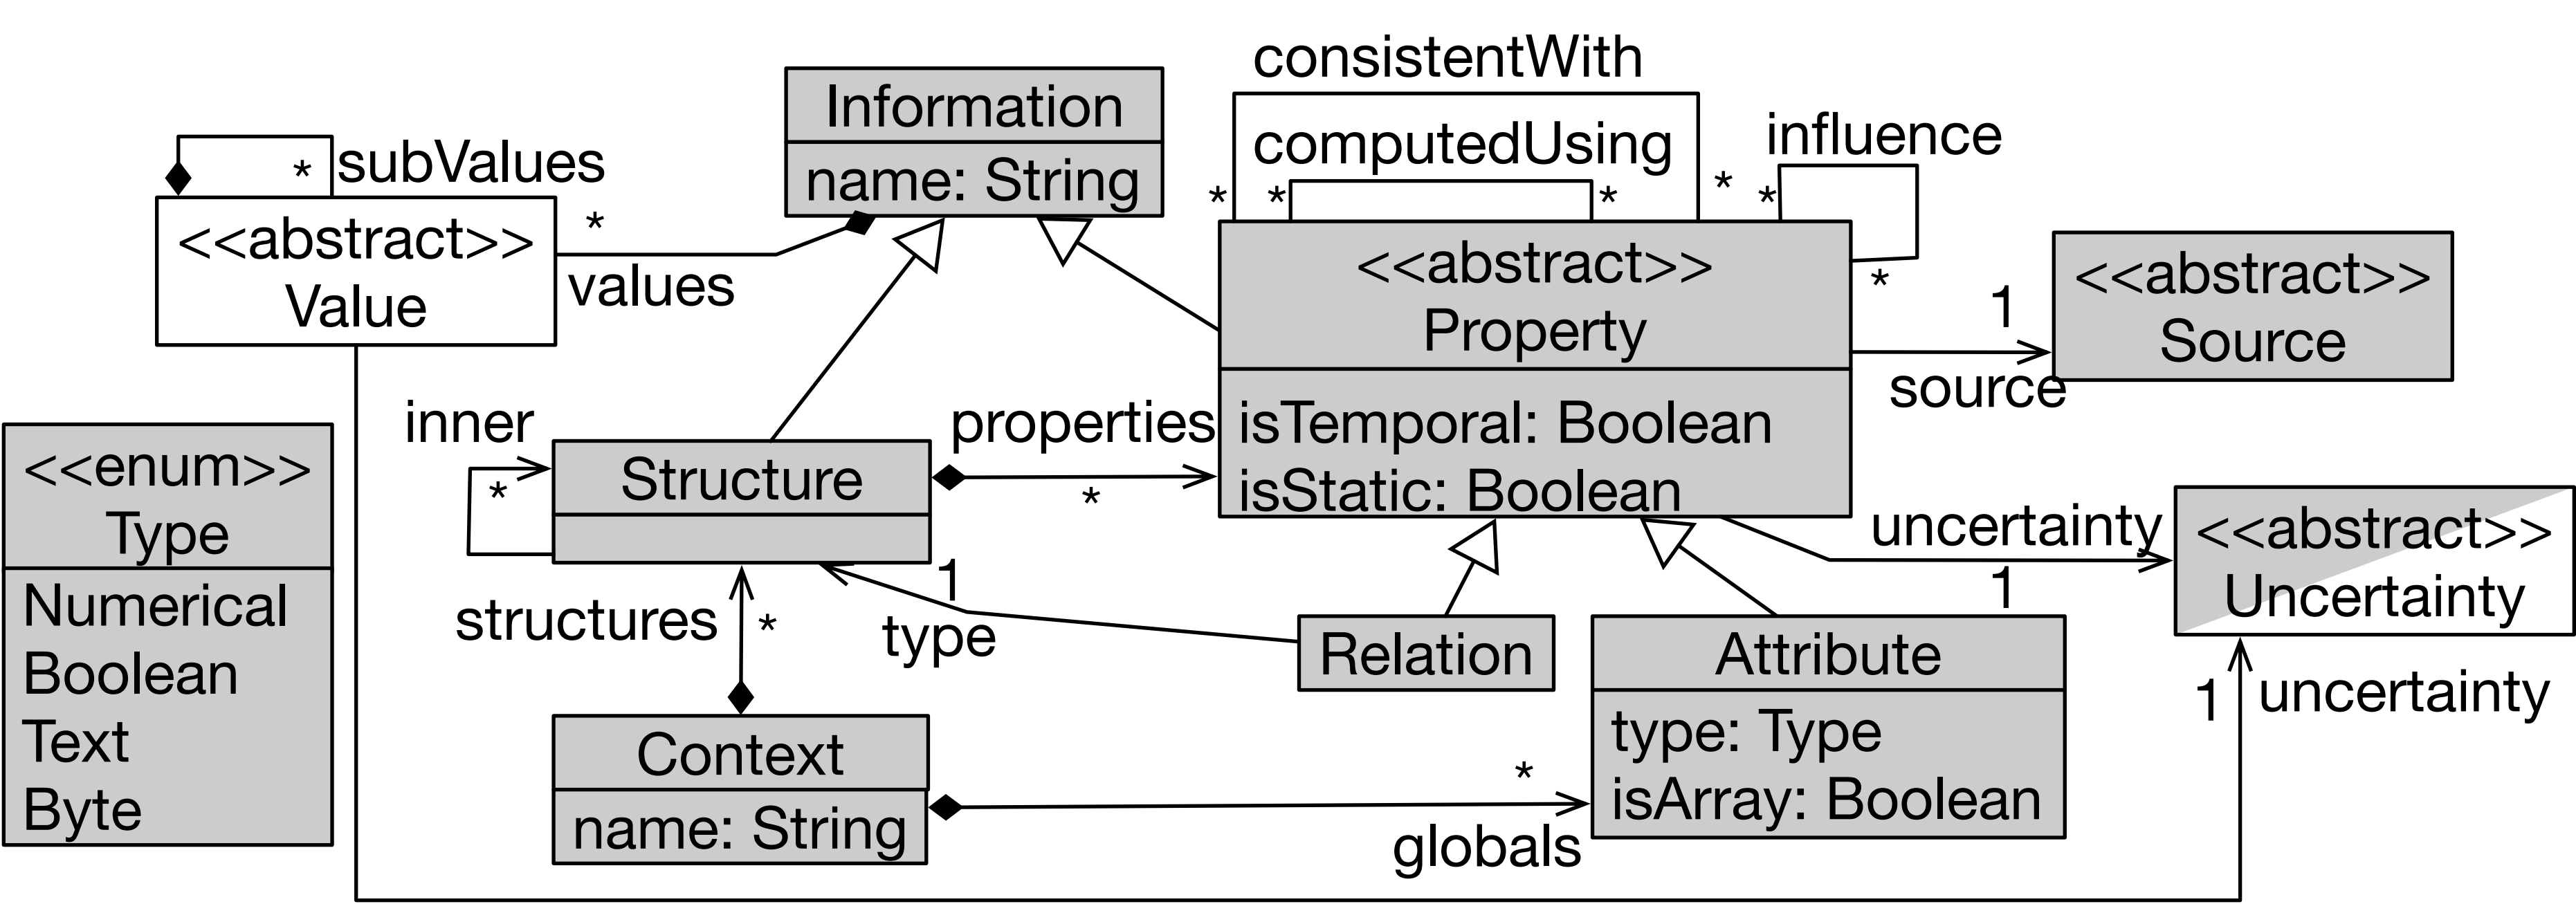 consistentWith
computedUsing
influence
*
*
*
*
*
*
Information
name: String
subValues
*
<<abstract>>
Value
*
values
<<abstract>>
Property
isTemporal: Boolean
isStatic: Boolean
1
source
<<abstract>>
Source
<<enum>>
Type
Numerical
Boolean
Text
Byte
inner
*
Structure
properties
*
structures
*
1
type
Relation
Attribute
type: Type
isArray: Boolean
uncertainty
1
<<abstract>>
Uncertainty
1
uncertainty
Context
name: String
*
globals